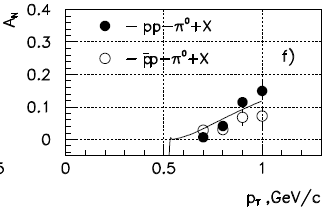 A_N
0.4
0.3
0.2
0.1
0
● – pp–π⁰+X
○ – p̄p–π⁰+X
f)
0
0.5
1
p_T ,GeV/c